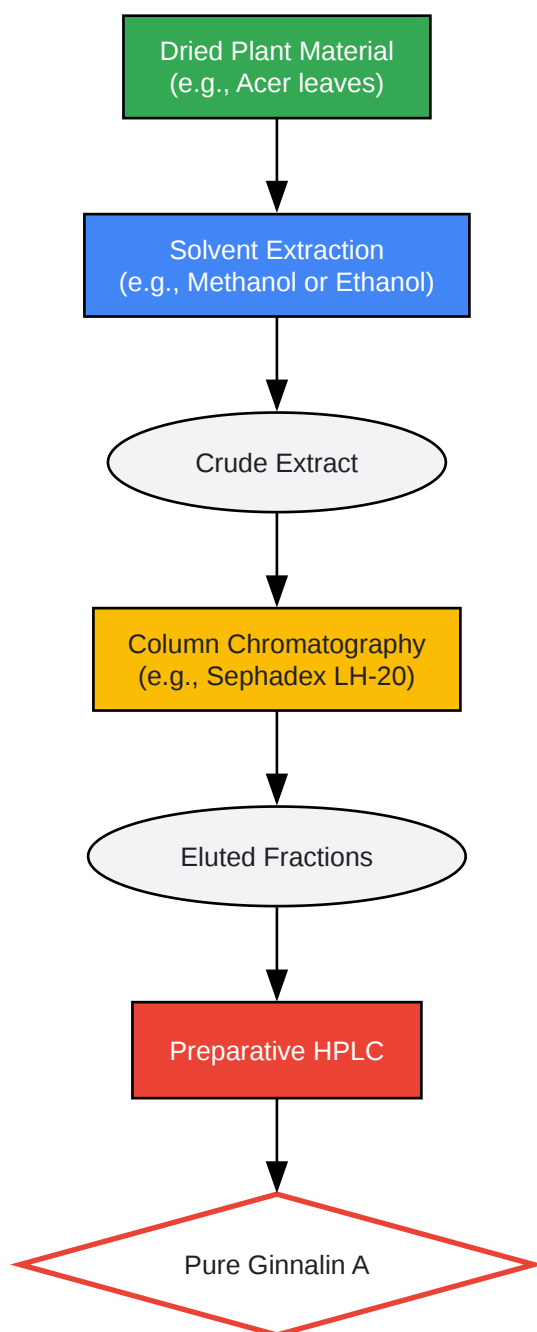 Dried Plant Material
(e.g., Acer leaves)
Solvent Extraction
(e.g., Methanol or Ethanol)
Crude Extract
Column Chromatography
(e.g., Sephadex LH-20)
Eluted Fractions
Preparative HPLC
Pure Ginnalin A